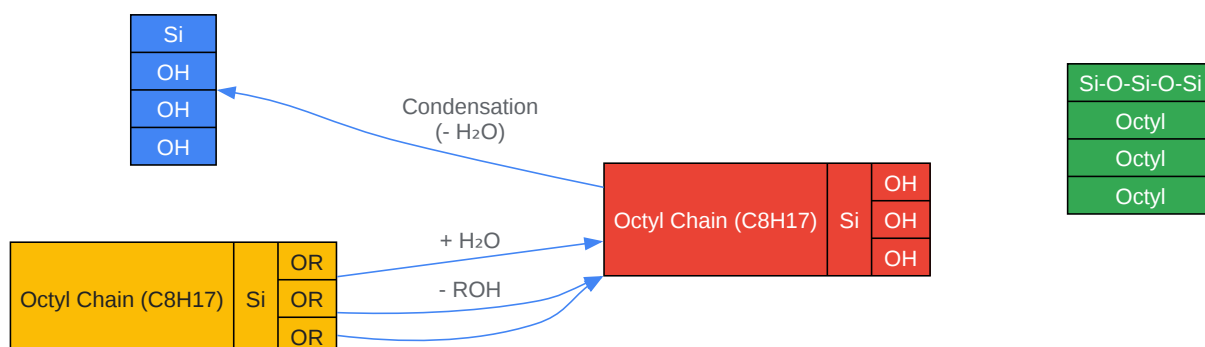 Si
OH
OH
OH
Condensation
(- H₂O)
Si-O-Si-O-Si
Octyl
Octyl
Octyl
Octyl Chain (C8H17)
Si
OH
OH
OH
+ H₂O
- ROH
Octyl Chain (C8H17)
Si
OR
OR
OR